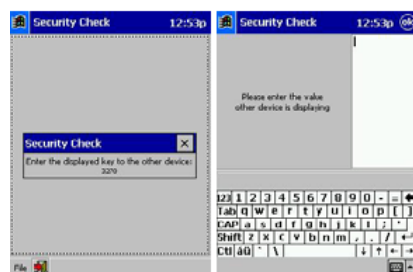 Security Check 12:53p
Security Check
Enter the displayed key to the other device:
3270
File
Security Check 12:53p ok
Please enter the value
other device is displaying
123 1 2 3 4 5 6 7 8 9 0 - =
Tab q w e r t y u i o p [ ]
CAP a s d f g h j k l ; '
Shift z x c v b n m , . /
Ctl áü ` \